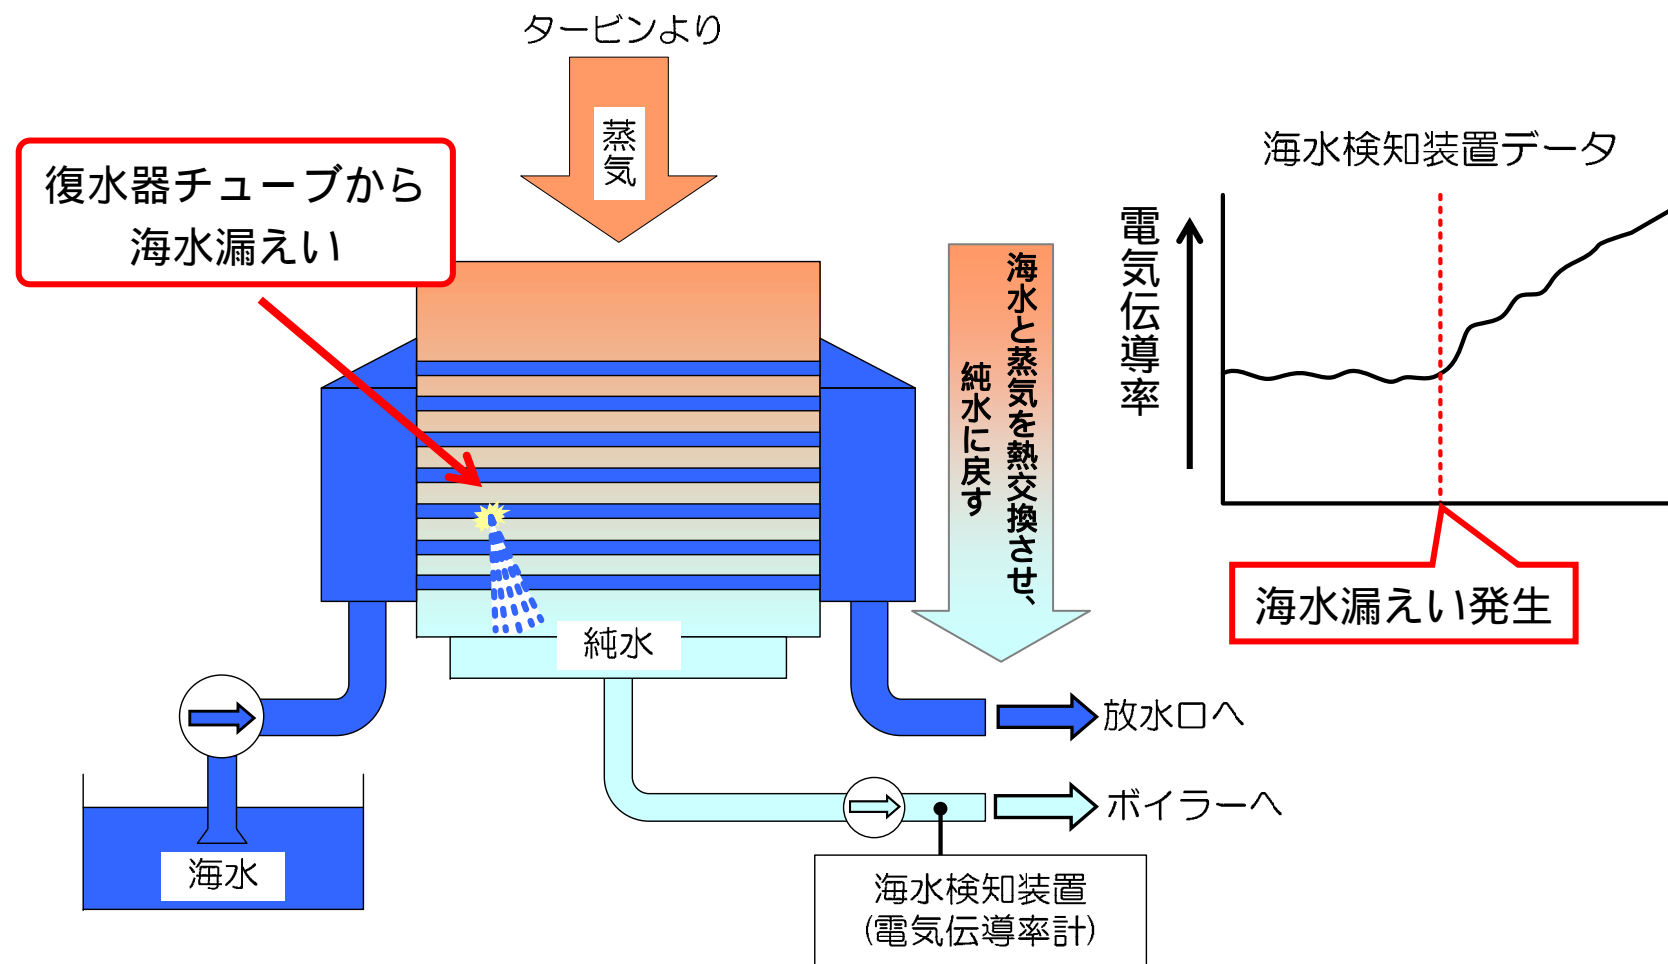 タービンより
蒸気
復水器チューブから
海水漏えい
海水と蒸気を熱交換させ、
純水に戻す
純水
海水
放水口へ
ボイラーへ
海水検知装置
(電気伝導率計)
海水検知装置データ
電気伝導率
海水漏えい発生